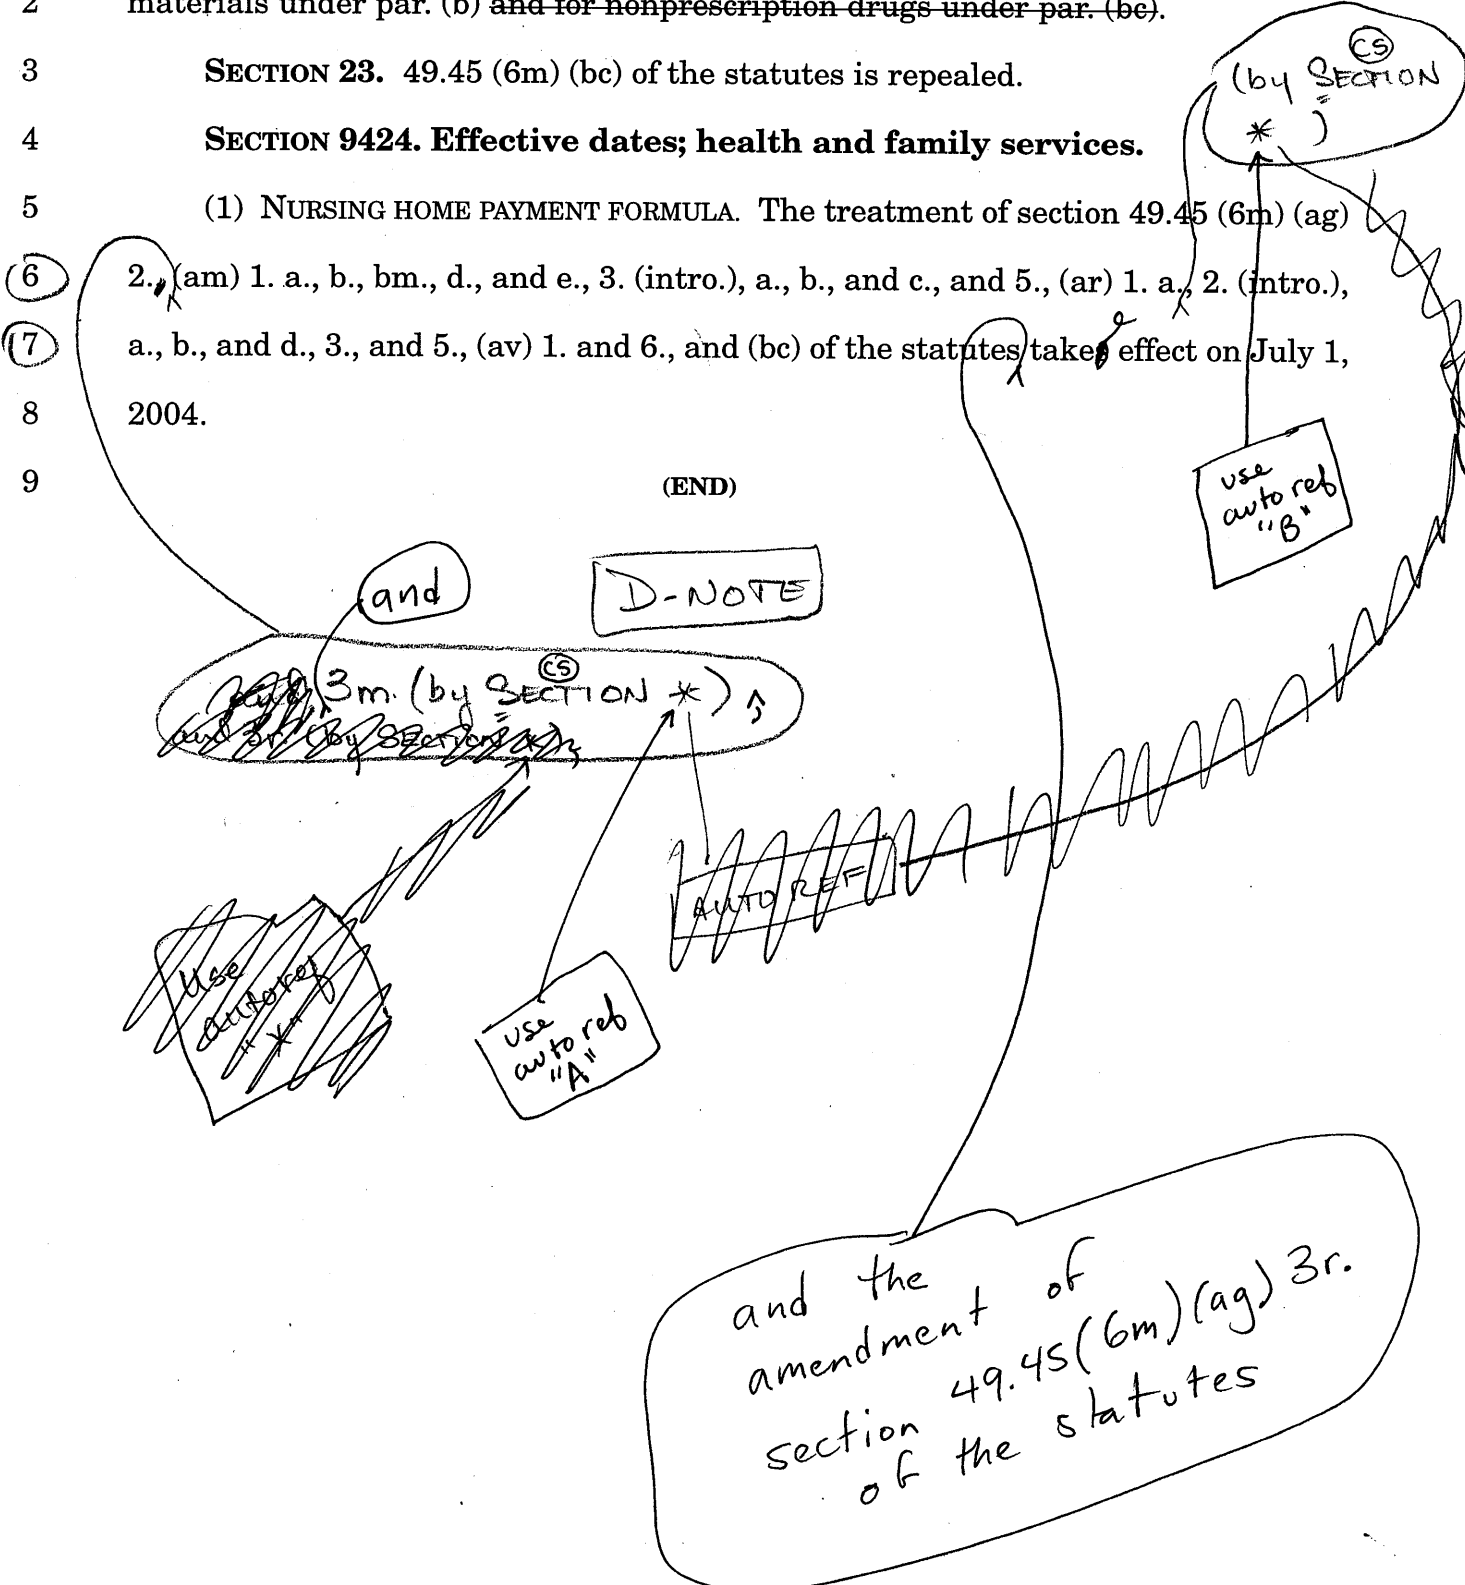 2 materials under par. (b) and for nonprescription drugs under par. (bc).
3 SECTION 23. 49.45 (6m) (bc) of the statutes is repealed.
CS
(by SECTION
* )
4 SECTION 9424. Effective dates; health and family services.
5 (1) NURSING HOME PAYMENT FORMULA. The treatment of section 49.45 (6m) (ag)
6 2., (am) 1. a., b., bm., d., and e., 3. (intro.), a., b., and c., and 5., (ar) 1. a., 2. (intro.),
e
7 a., b., and d., 3., and 5., (av) 1. and 6., and (bc) of the statutes takes effect on July 1,
8 2004.
9 (END)
use
auto ref
"B"
and
D-NOTE
CS
3m. (by SECTION *) ,
and 3r. (by SECTION *),
AUTO REF
Use
autoref
"*"
use
auto ref
"A"
and the
amendment of
section 49.45(6m)(ag) 3r.
of the statutes